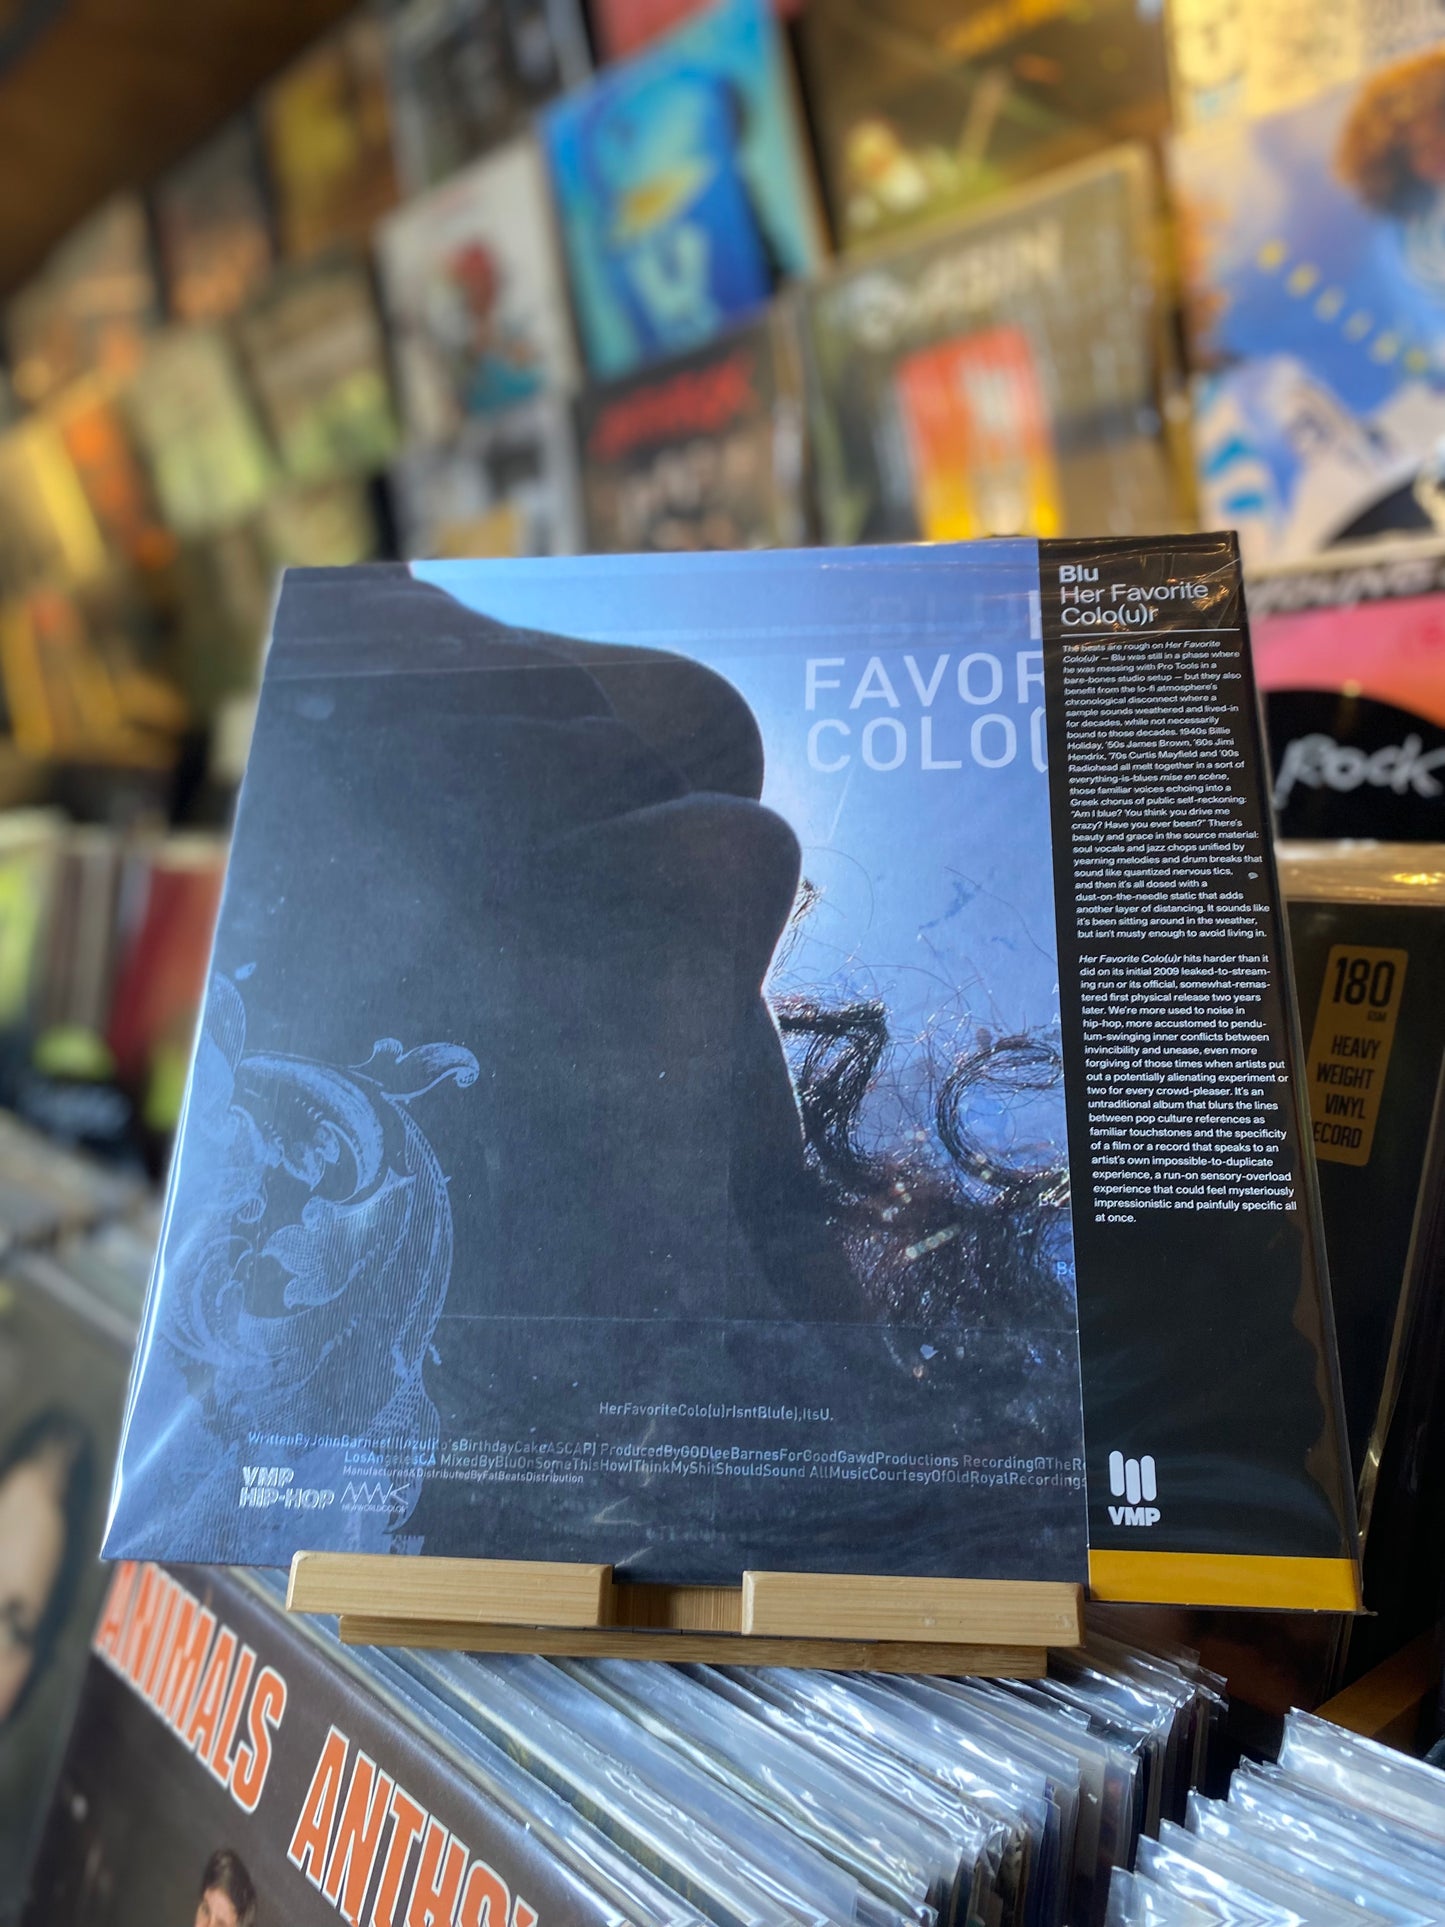 Blu
Her Favorite
Colo(u)r
FAVOR
COLO(
The beats are rough on Her Favorite
Colo(u)r — Blu was still in a phase where
he was messing with Pro Tools in a
bare-bones studio setup — but they also
benefit from the lo-fi atmosphere's
chronological disconnect where a
sample sounds weathered and lived-in
for decades, while not necessarily
bound to those decades. 1940s Billie
Holiday, '50s James Brown, '60s Jimi
Hendrix, '70s Curtis Mayfield and '00s
Radiohead all melt together in a sort of
everything-is-blues mise en scène,
those familiar voices echoing into a
Greek chorus of public self-reckoning:
"Am I blue? You think you drive me
crazy? Have you ever been?" There's
beauty and grace in the source material:
soul vocals and jazz chops unified by
yearning melodies and drum breaks that
sound like quantized nervous tics,
and then it's all dosed with a
dust-on-the-needle static that adds
another layer of distancing. It sounds like
it's been sitting around in the weather,
but isn't musty enough to avoid living in.
Her Favorite Colo(u)r hits harder than it
did on its initial 2009 leaked-to-stream-
ing run or its official, somewhat-remas-
tered first physical release two years
later. We're more used to noise in
hip-hop, more accustomed to pendu-
lum-swinging inner conflicts between
invincibility and unease, even more
forgiving of those times when artists put
out a potentially alienating experiment or
two for every crowd-pleaser. It's an
untraditional album that blurs the lines
between pop culture references as
familiar touchstones and the specificity
of a film or a record that speaks to an
artist's own impossible-to-duplicate
experience, a run-on sensory-overload
experience that could feel mysteriously
impressionistic and painfully specific all
at once.
HerFavoriteColo(u)rIsntBlu(e),ItsU.
ProducedByGODleeBarnesForGoodGawdProductions Recording@TheR
LosAngelesCA MixedByBluOnSomeThisHowIThinkMyShitShouldSound AllMusicCourtesyOfOldRoyalRecordings
Manufactured&DistributedByFatBeatsDistribution
VMP
HIP-HOP
NEWWORLDCOLOR
VMP
Rock
180
GSM
HEAVY
WEIGHT
VINYL
ECORD
ANIMALS
ANTHO